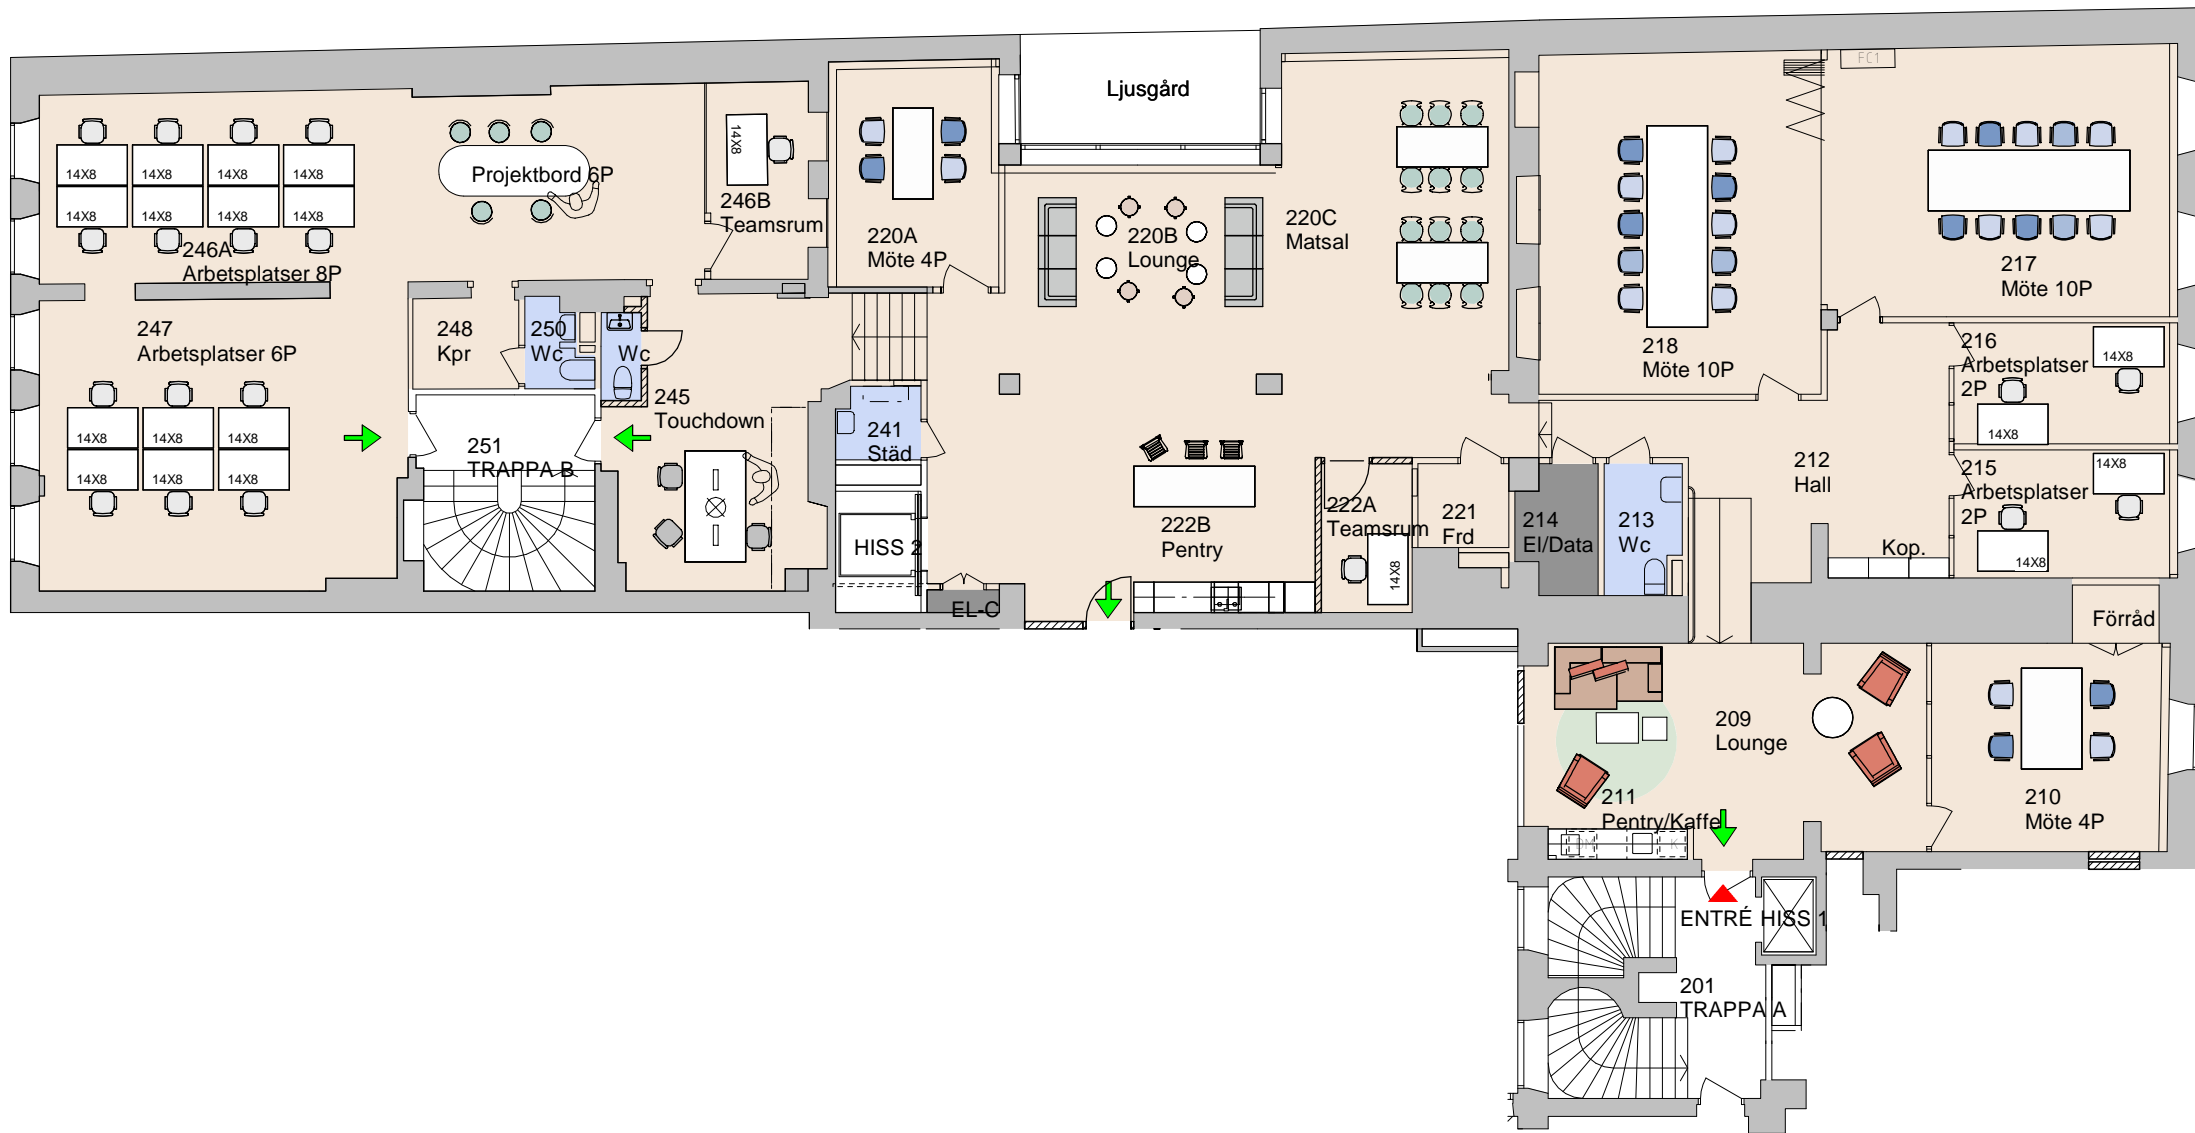 Ljusgård
FC1
14X8
14X8
14X8
14X8
14X8
14X8
14X8
14X8
246A
Arbetsplatser 8P
Projektbord 6P
14X8
246B
Teamsrum
220A
Möte 4P
220B
Lounge
220C
Matsal
217
Möte 10P
218
Möte 10P
247
Arbetsplatser 6P
248
Kpr
250
Wc
Wc
216
Arbetsplatser
2P
14X8
14X8
245
Touchdown
14X8
14X8
14X8
14X8
14X8
14X8
251
TRAPPA B
241
Städ
HISS 2
EL-C
222B
Pentry
222A
Teamsrum
14X8
221
Frd
214
El/Data
213
Wc
212
Hall
215
Arbetsplatser
2P
14X8
14X8
Kop.
Förråd
209
Lounge
211
Pentry/Kaffe
DM
K
210
Möte 4P
ENTRÉ
HISS 1
201
TRAPPA A